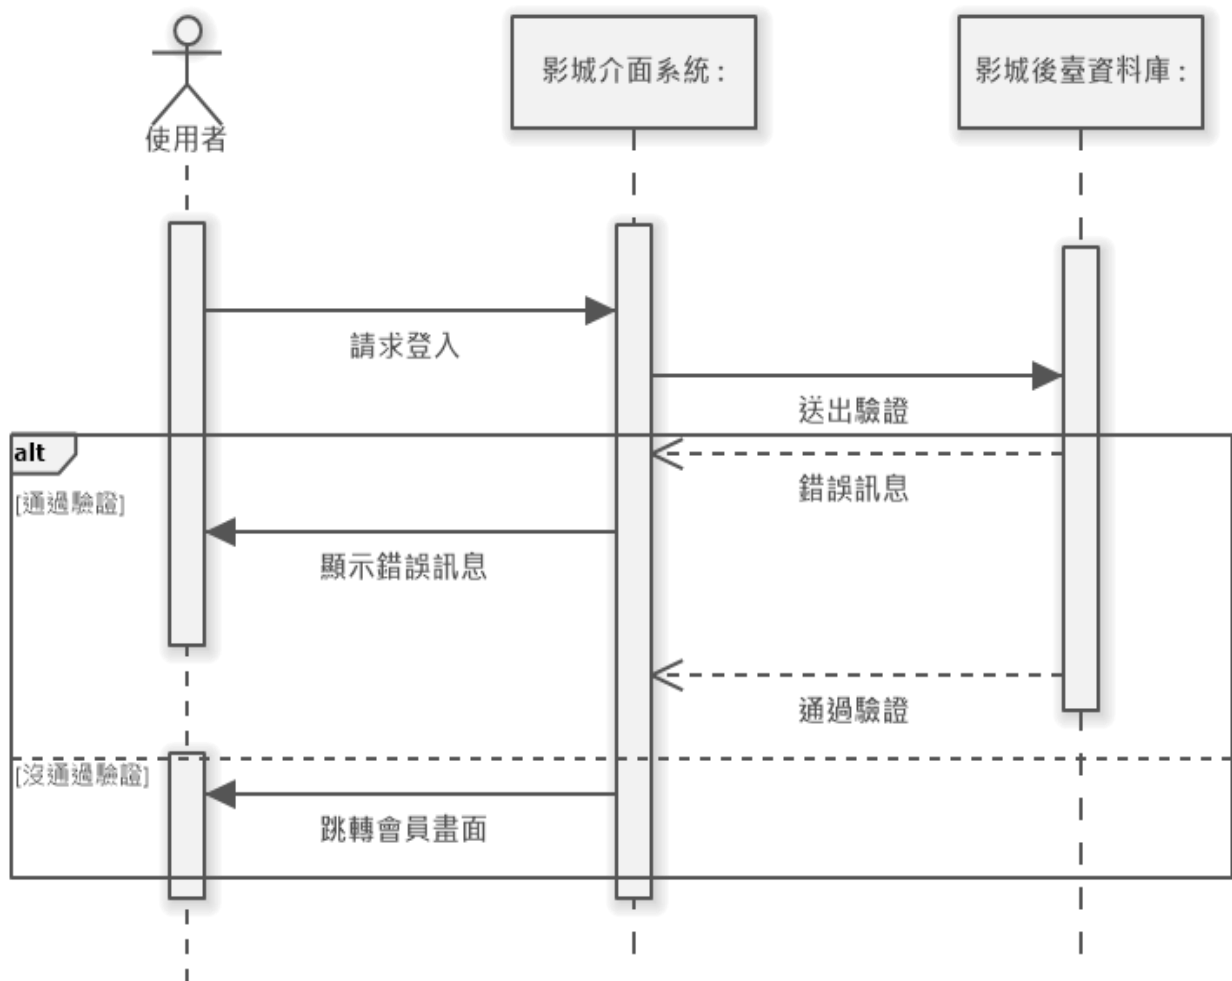 使用者
影城介面系統 :
影城後臺資料庫 :
請求登入
送出驗證
alt
錯誤訊息
[通過驗證]
顯示錯誤訊息
通過驗證
[沒通過驗證]
跳轉會員畫面